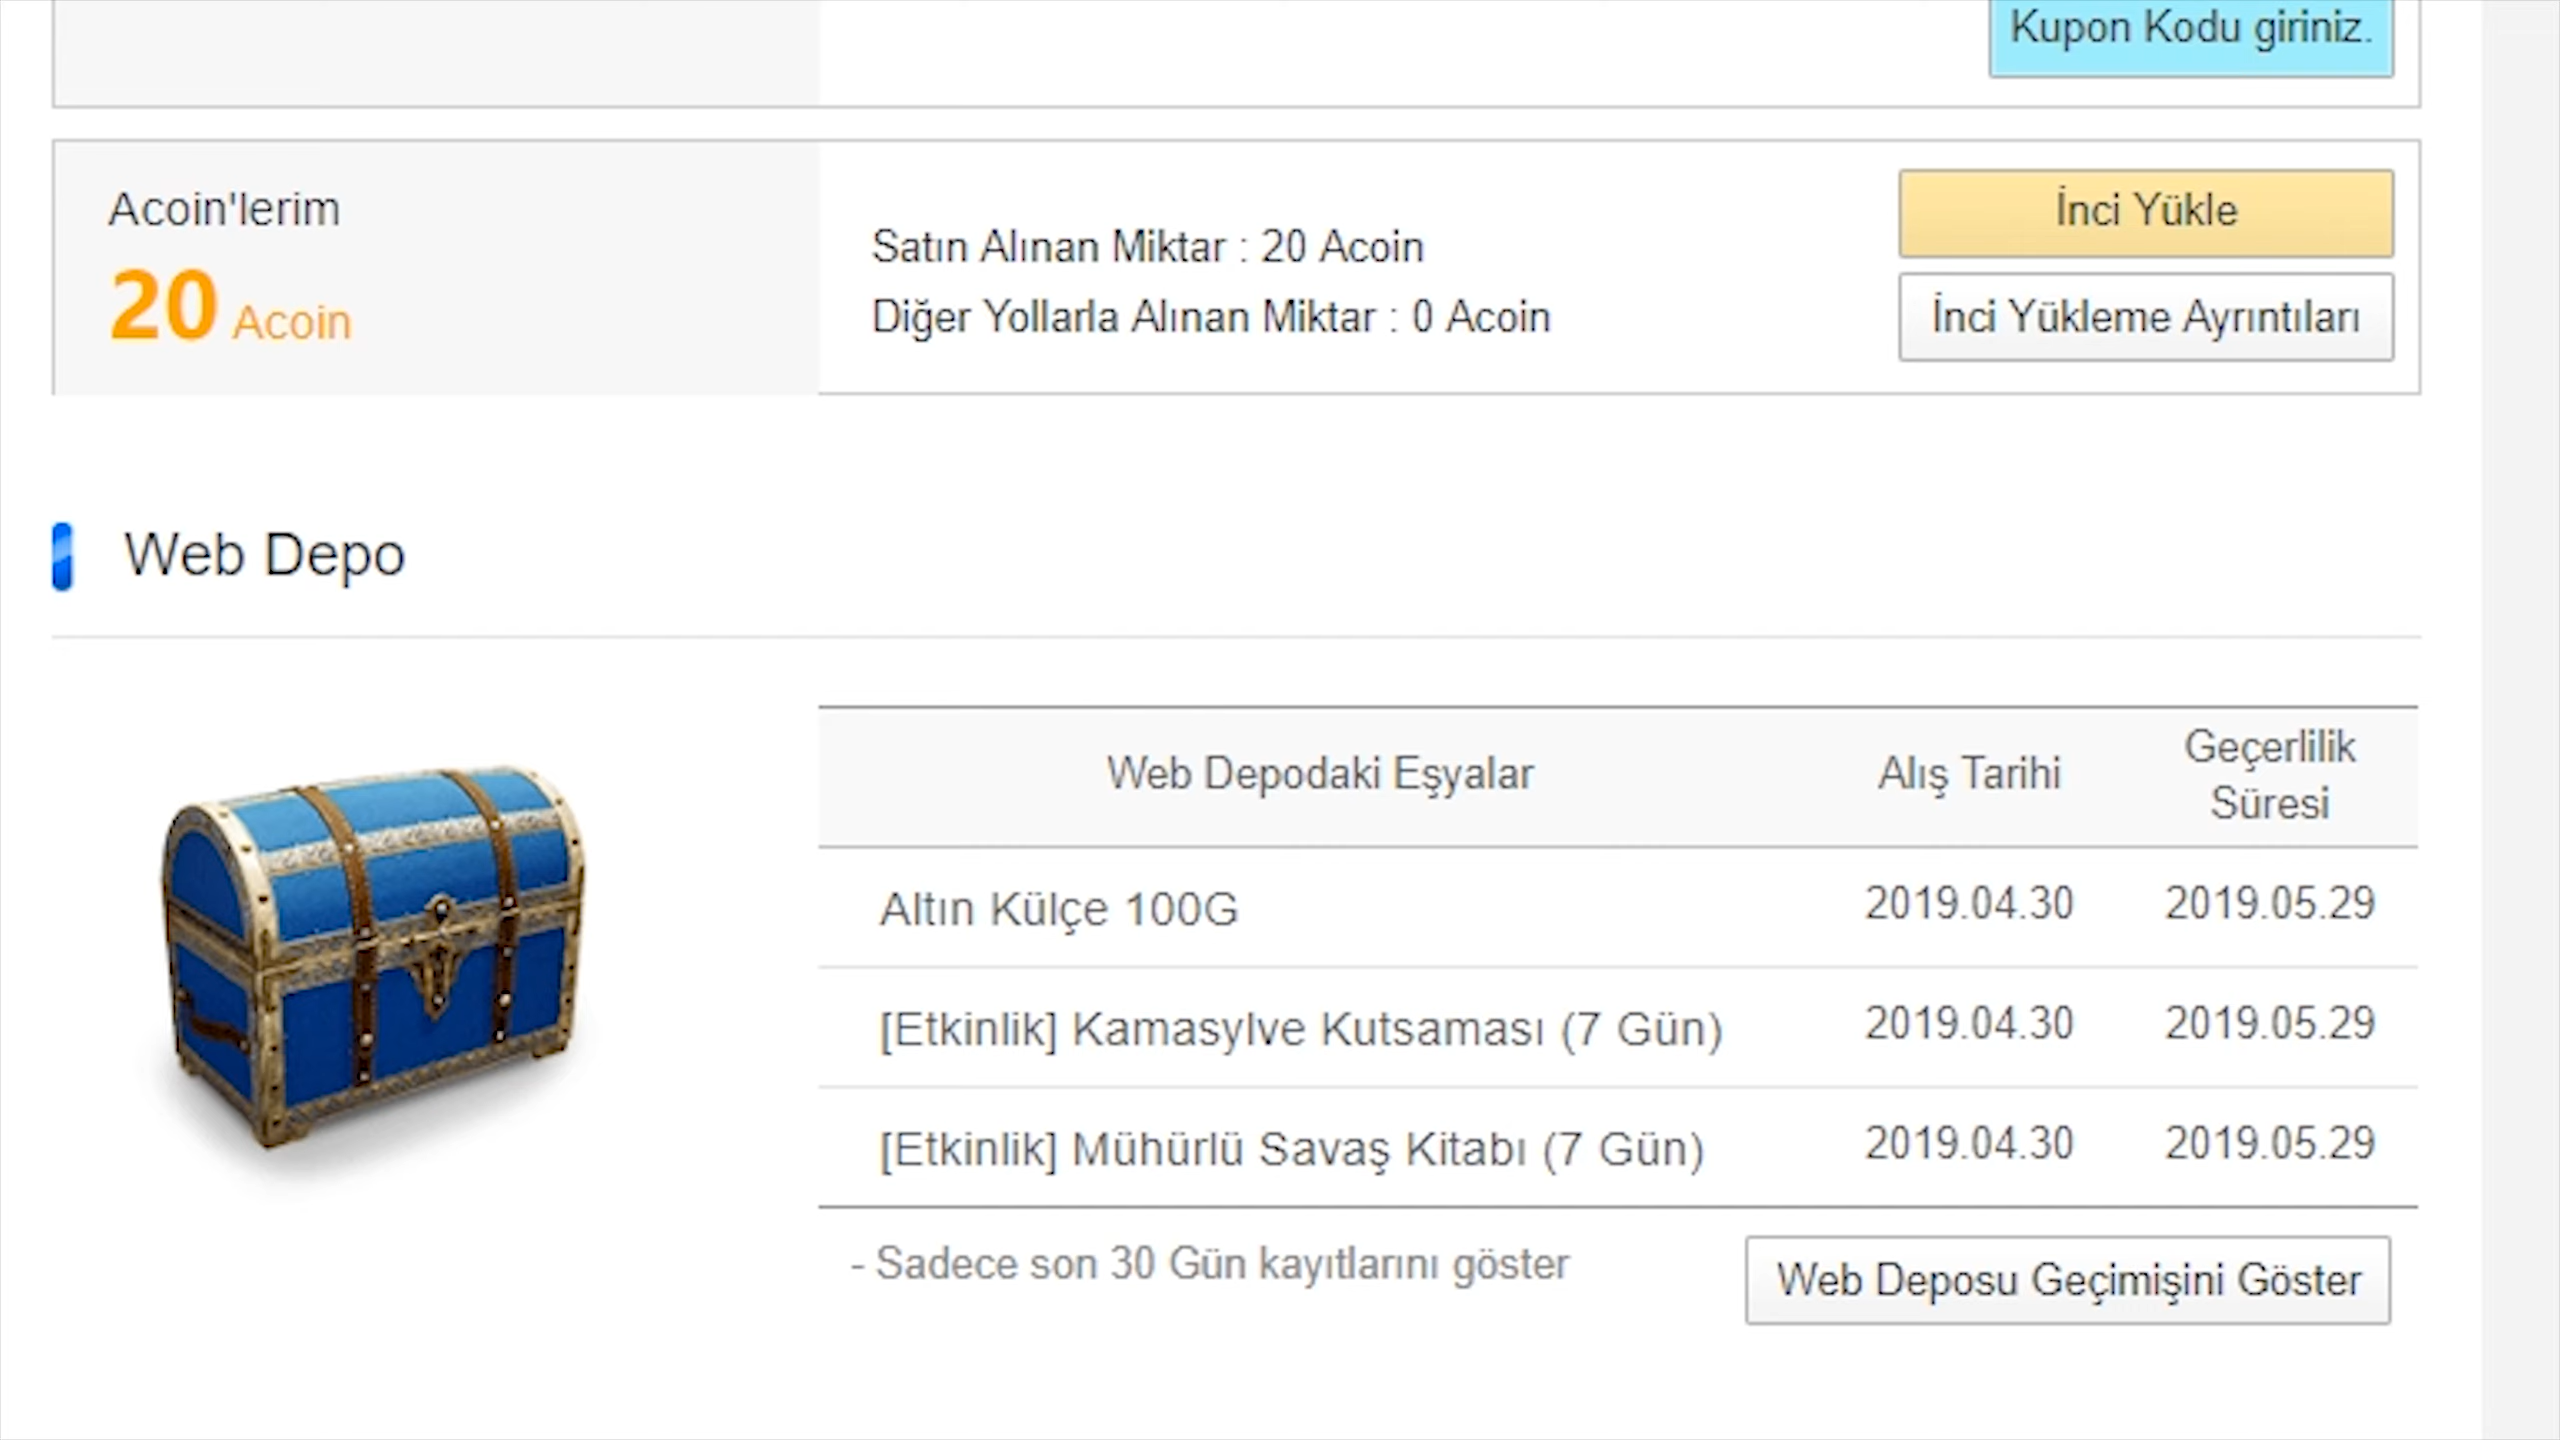 Kupon Kodu giriniz.
Acoin'lerim
20 Acoin
Satın Alınan Miktar : 20 Acoin
Diğer Yollarla Alınan Miktar : 0 Acoin
İnci Yükle
İnci Yükleme Ayrıntıları
Web Depo
Web Depodaki Eşyalar
Alış Tarihi
Geçerlilik
Süresi
Altın Külçe 100G 2019.04.30 2019.05.29
[Etkinlik] Kamasylve Kutsaması (7 Gün) 2019.04.30 2019.05.29
[Etkinlik] Mühürlü Savaş Kitabı (7 Gün) 2019.04.30 2019.05.29
- Sadece son 30 Gün kayıtlarını göster
Web Deposu Geçimişini Göster